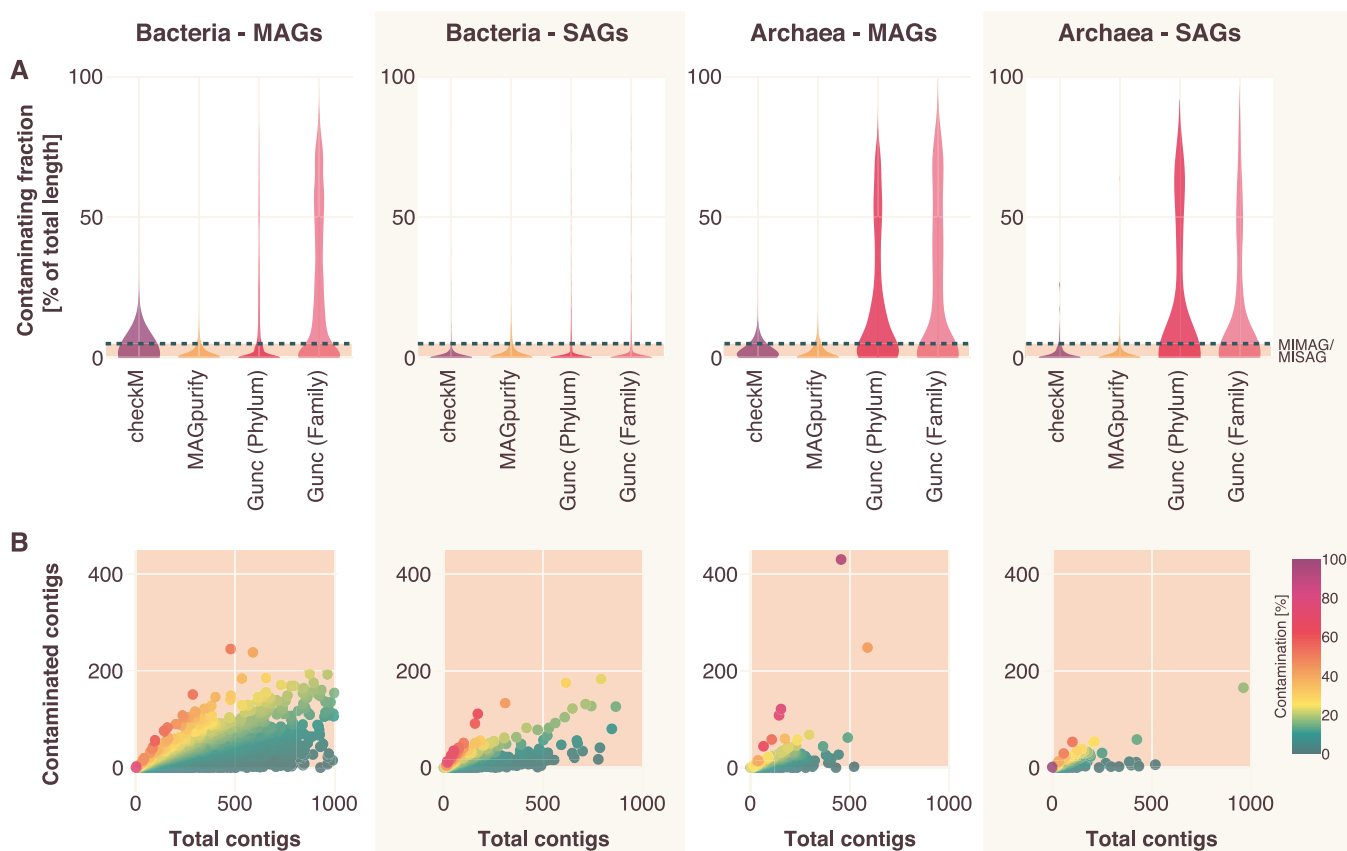 Bacteria - MAGs
Bacteria - SAGs
Archaea - MAGs
Archaea - SAGs
A
Contaminating fraction
[% of total length]
100
50
0
100
50
0
100
50
0
100
50
0
MIMAG/
MISAG
checkM
MAGpurify
Gunc (Phylum)
Gunc (Family)
checkM
MAGpurify
Gunc (Phylum)
Gunc (Family)
checkM
MAGpurify
Gunc (Phylum)
Gunc (Family)
checkM
MAGpurify
Gunc (Phylum)
Gunc (Family)
B
Contaminated contigs
400
200
0
0
500
1000
Total contigs
400
200
0
0
500
1000
Total contigs
400
200
0
0
500
1000
Total contigs
400
200
0
0
500
1000
Total contigs
Contamination [%]
100
80
60
40
20
0